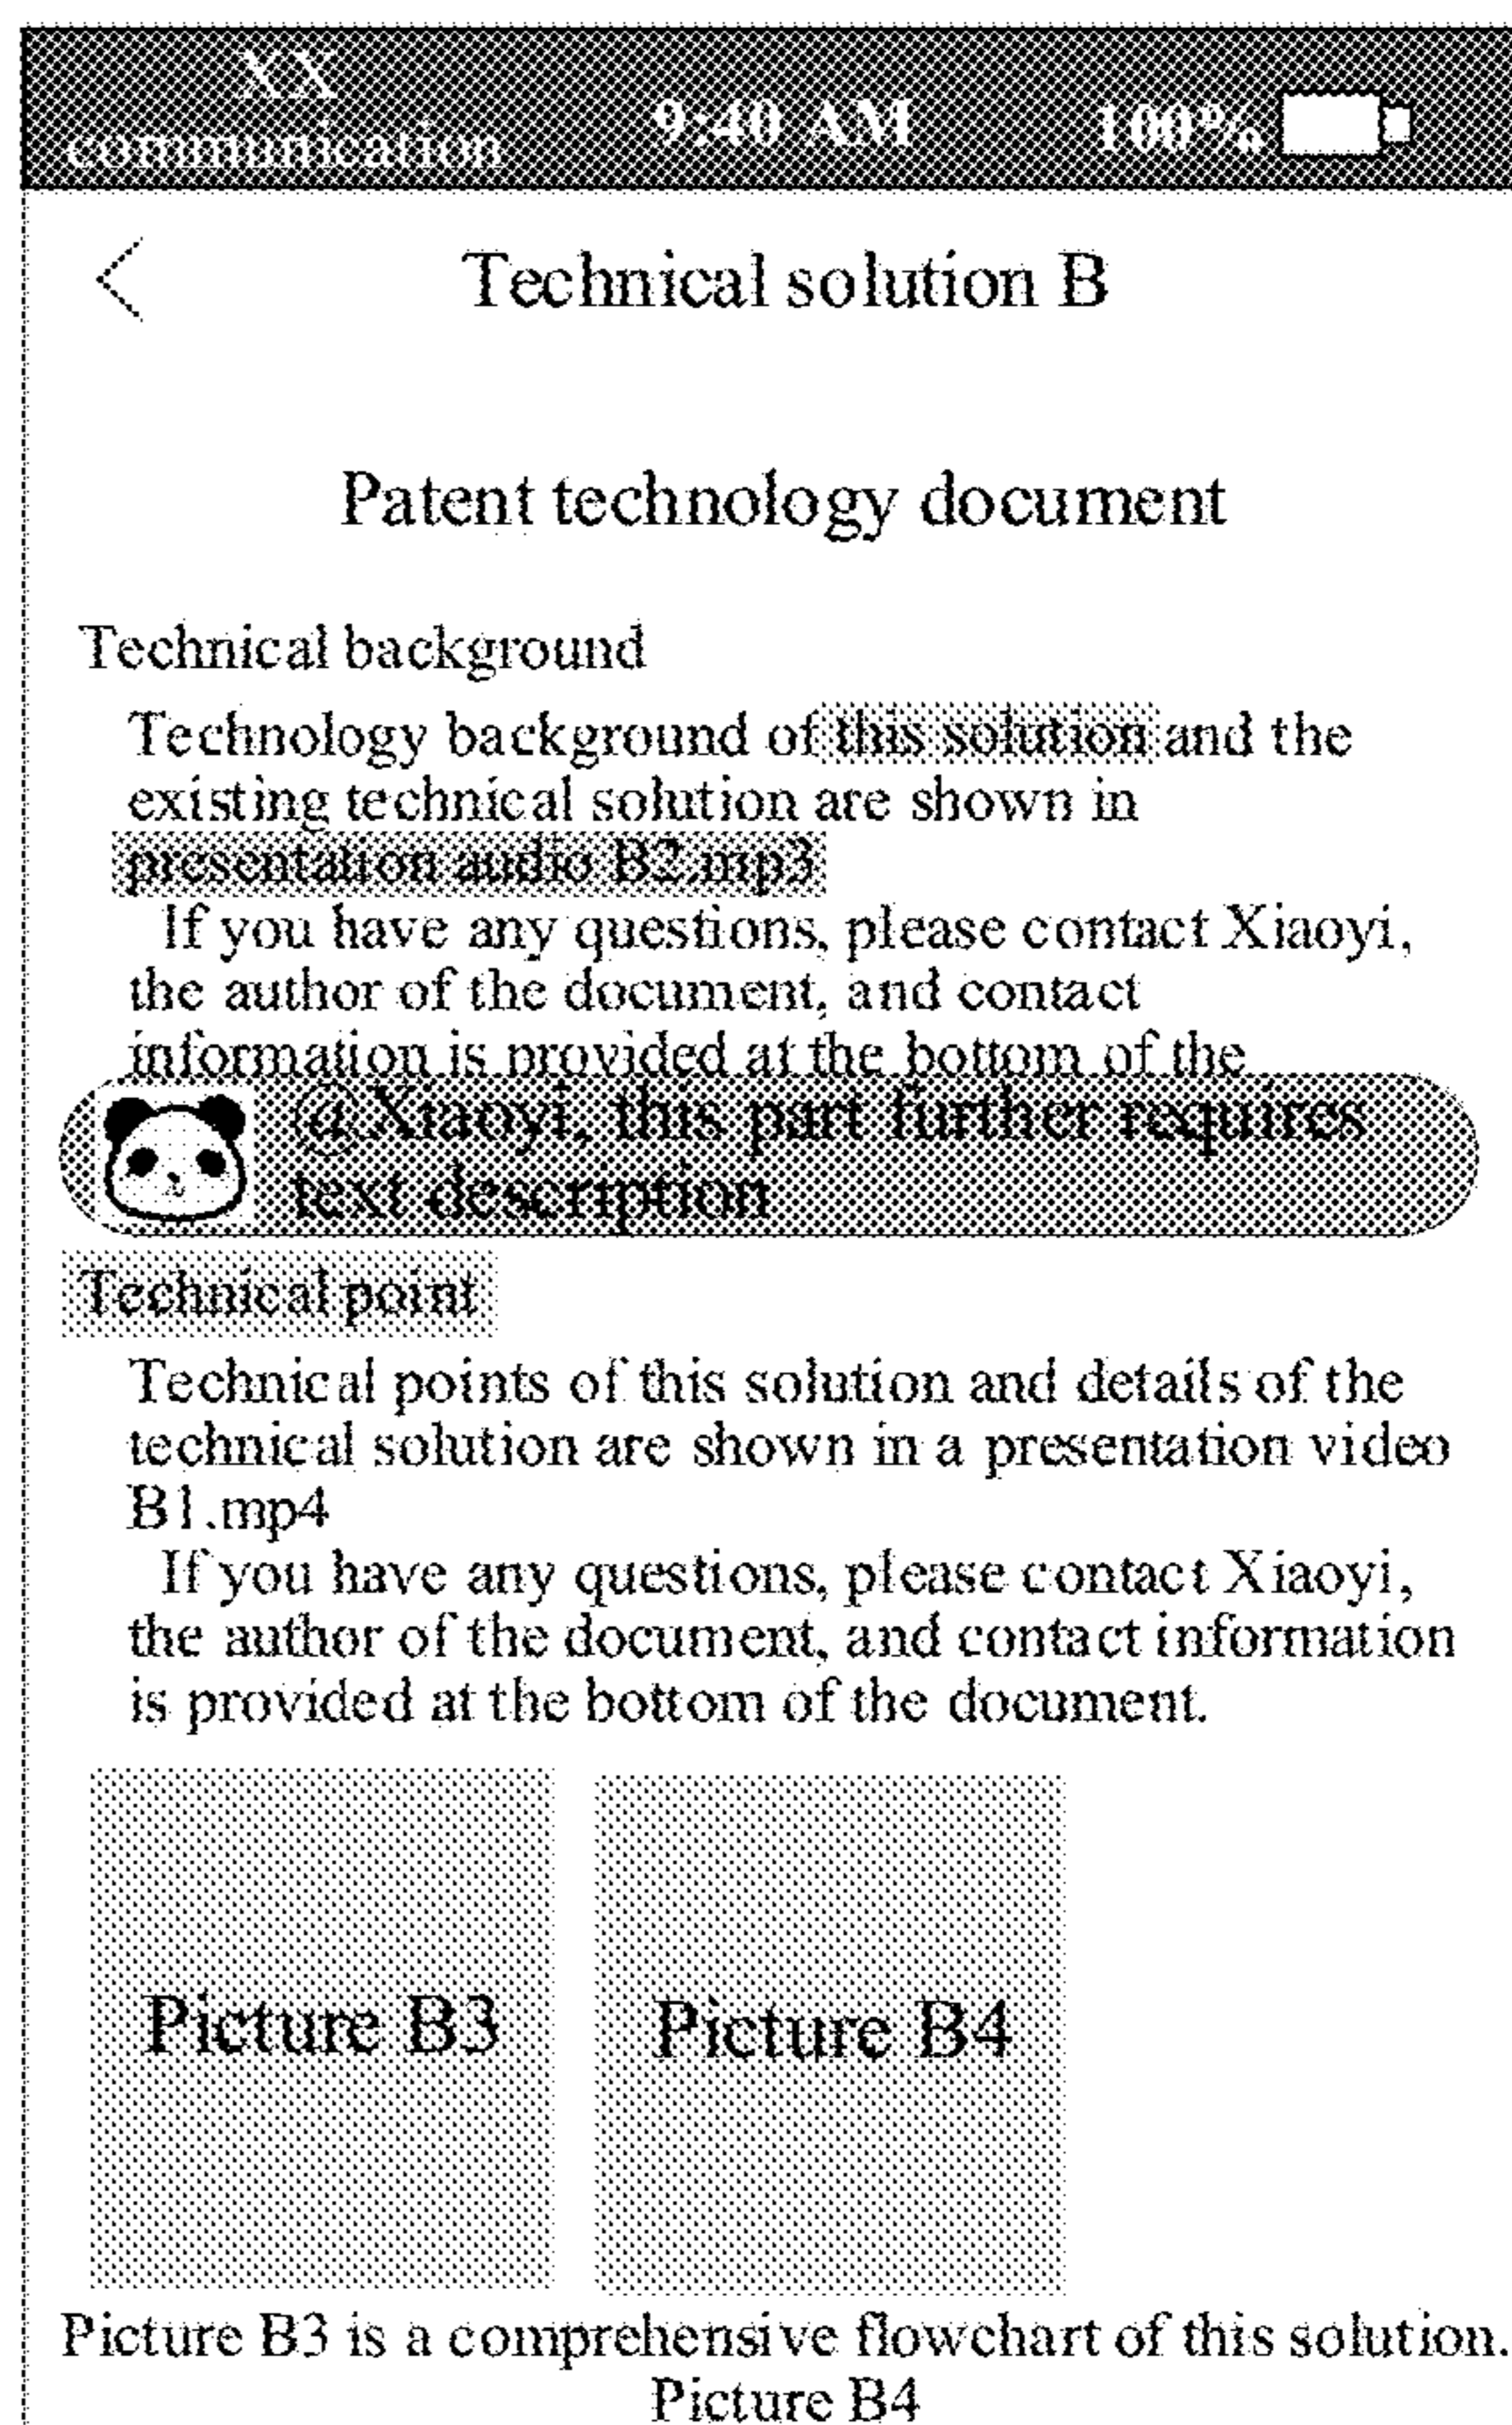 XX
communication
9:40 AM
100%
<
Technical solution B
Patent technology document
Technical background
Technology background of this solution and the
existing technical solution are shown in
presentation audio B2.mp3
If you have any questions, please contact Xiaoyi,
the author of the document, and contact
information is provided at the bottom of the
@Xiaoyi, this part further requires
text description
Technical point
Technical points of this solution and details of the
technical solution are shown in a presentation video
B1.mp4
If you have any questions, please contact Xiaoyi,
the author of the document, and contact information
is provided at the bottom of the document.
Picture B3
Picture B4
Picture B3 is a comprehensive flowchart of this solution.
Picture B4